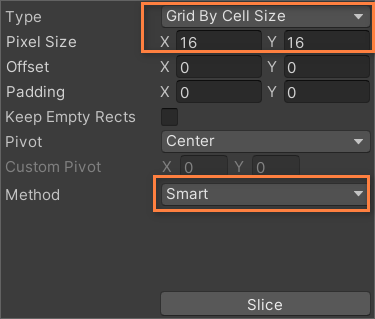 Type Grid By Cell Size
Pixel Size X 16 Y 16
Offset X 0 Y 0
Padding X 0 Y 0
Keep Empty Rects
Pivot Center
Custom Pivot X 0 Y 0
Method Smart
Slice